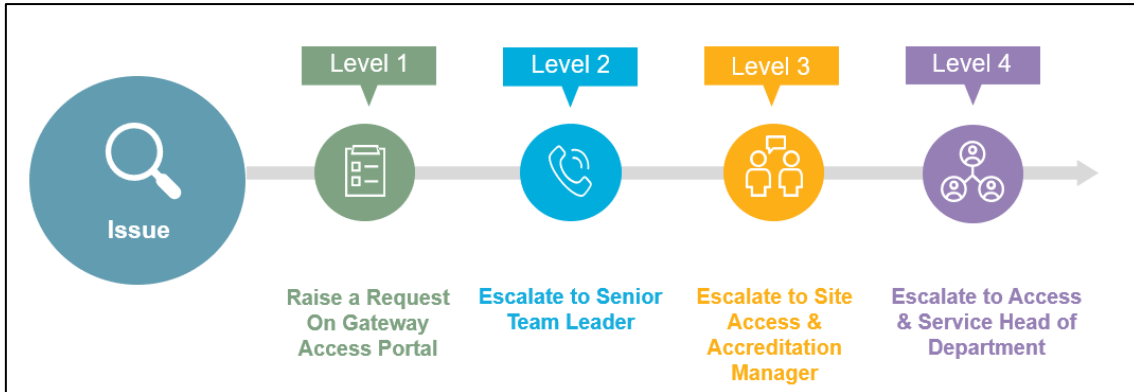 Level 1
Level 2
Level 3
Level 4
Issue
Raise a Request
On Gateway
Access Portal
Escalate to Senior
Team Leader
Escalate to Site
Access &
Accreditation
Manager
Escalate to Access
& Service Head of
Department